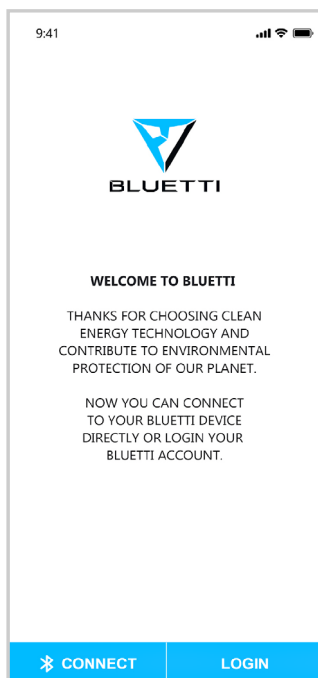 9:41
BLUETTI
WELCOME TO BLUETTI
THANKS FOR CHOOSING CLEAN
ENERGY TECHNOLOGY AND
CONTRIBUTE TO ENVIRONMENTAL
PROTECTION OF OUR PLANET.
NOW YOU CAN CONNECT
TO YOUR BLUETTI DEVICE
DIRECTLY OR LOGIN YOUR
BLUETTI ACCOUNT.
CONNECT
LOGIN